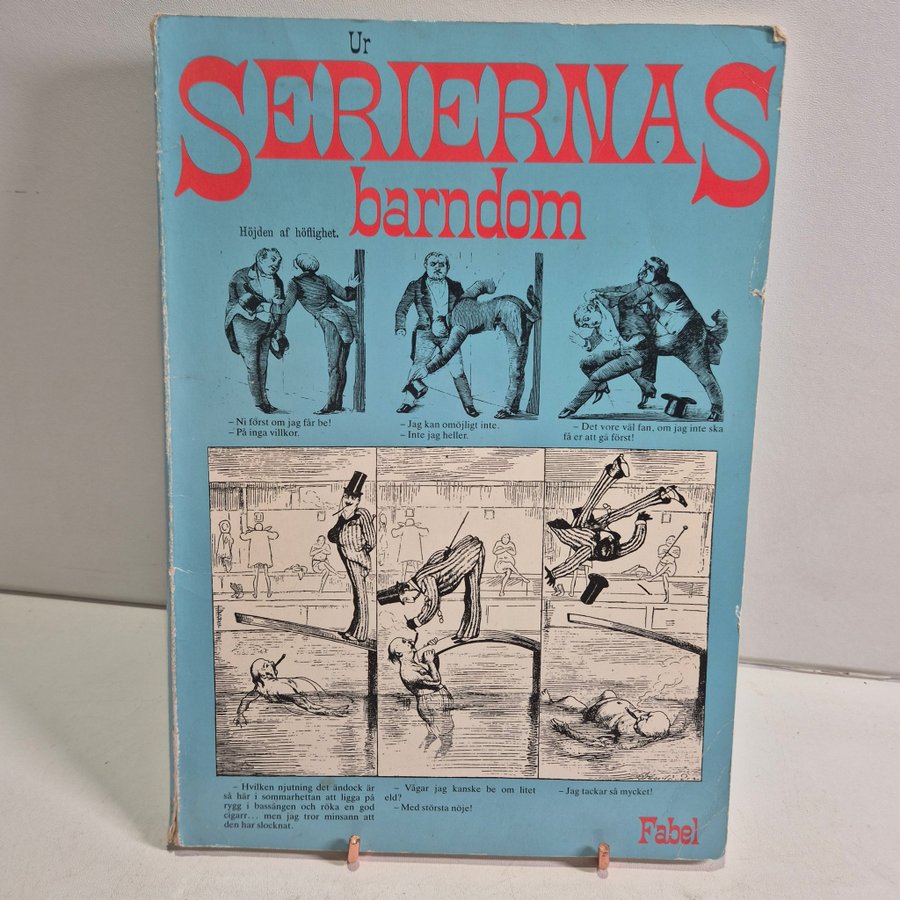 Ur
SERIERNAS
barndom
Höjden af höflighet.
– Ni först om jag får be!
– På inga villkor.
– Jag kan omöjligt inte.
– Inte jag heller.
– Det vore väl fan, om jag inte ska
få er att gå först!
– Hvilken njutning det ändock är
så här i sommarhettan att ligga på
rygg i bassängen och röka en god
cigarr... men jag tror minsann att
den har slocknat.
– Vågar jag kanske be om litet
eld?
– Med största nöje!
– Jag tackar så mycket!
Fabel